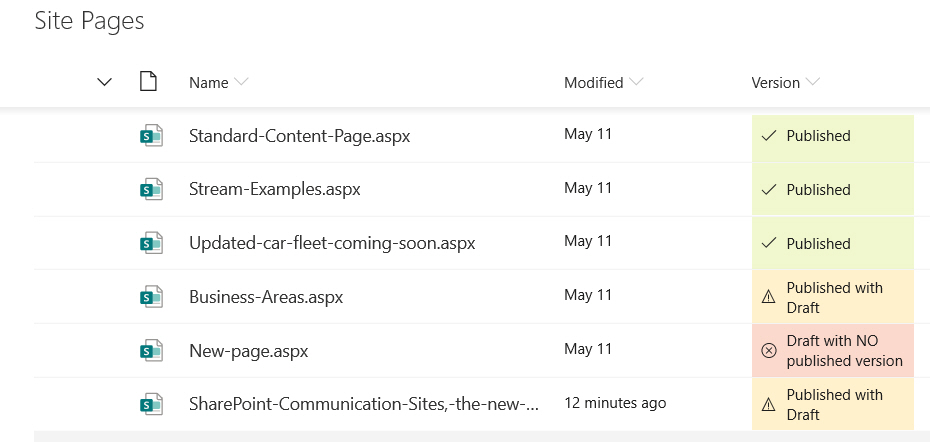 Site Pages
Name Modified Version
Standard-Content-Page.aspx May 11 Published
Stream-Examples.aspx May 11 Published
Updated-car-fleet-coming-soon.aspx May 11 Published
Business-Areas.aspx May 11 Published with
Draft
New-page.aspx May 11 Draft with NO
published version
SharePoint-Communication-Sites,-the-new-... 12 minutes ago Published with
Draft